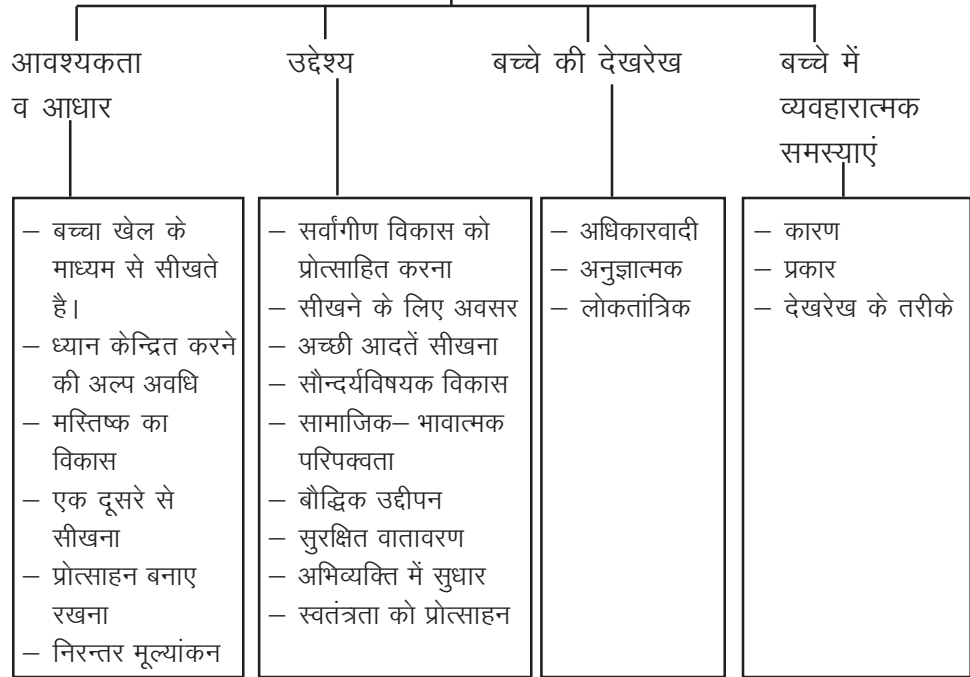 आवश्यकता
व आधार
उद्देश्य
बच्चे की देखरेख
बच्चे में
व्यवहारात्मक
समस्याएं
– बच्चा खेल के
माध्यम से सीखते
है।
– ध्यान केन्द्रित करने
की अल्प अवधि
– मस्तिष्क का
विकास
– एक दूसरे से
सीखना
– प्रोत्साहन बनाए
रखना
– निरन्तर मूल्यांकन
– सर्वांगीण विकास को
प्रोत्साहित करना
– सीखने के लिए अवसर
– अच्छी आदतें सीखना
– सौन्दर्यविषयक विकास
– सामाजिक– भावात्मक
परिपक्वता
– बौद्धिक उद्दीपन
– सुरक्षित वातावरण
– अभिव्यक्ति में सुधार
– स्वतंत्रता को प्रोत्साहन
– अधिकारवादी
– अनुज्ञात्मक
– लोकतांत्रिक
– कारण
– प्रकार
– देखरेख के तरीके